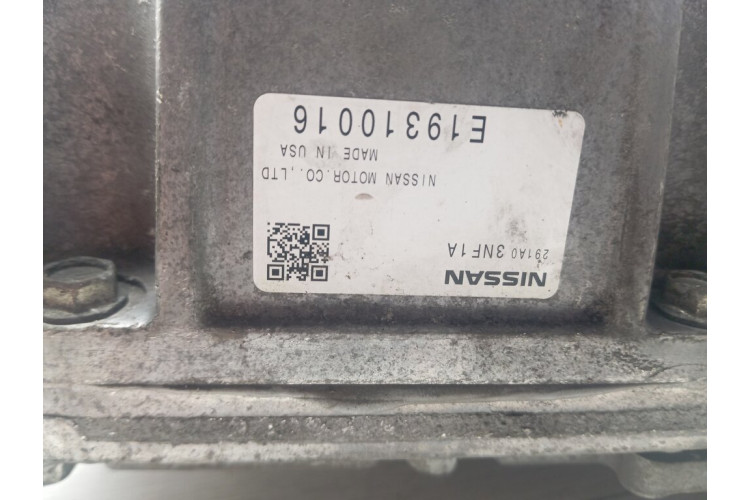 NISSAN
291A0 3NF1A
NISSAN MOTOR.CO.,LTD
MADE IN USA
E19310016